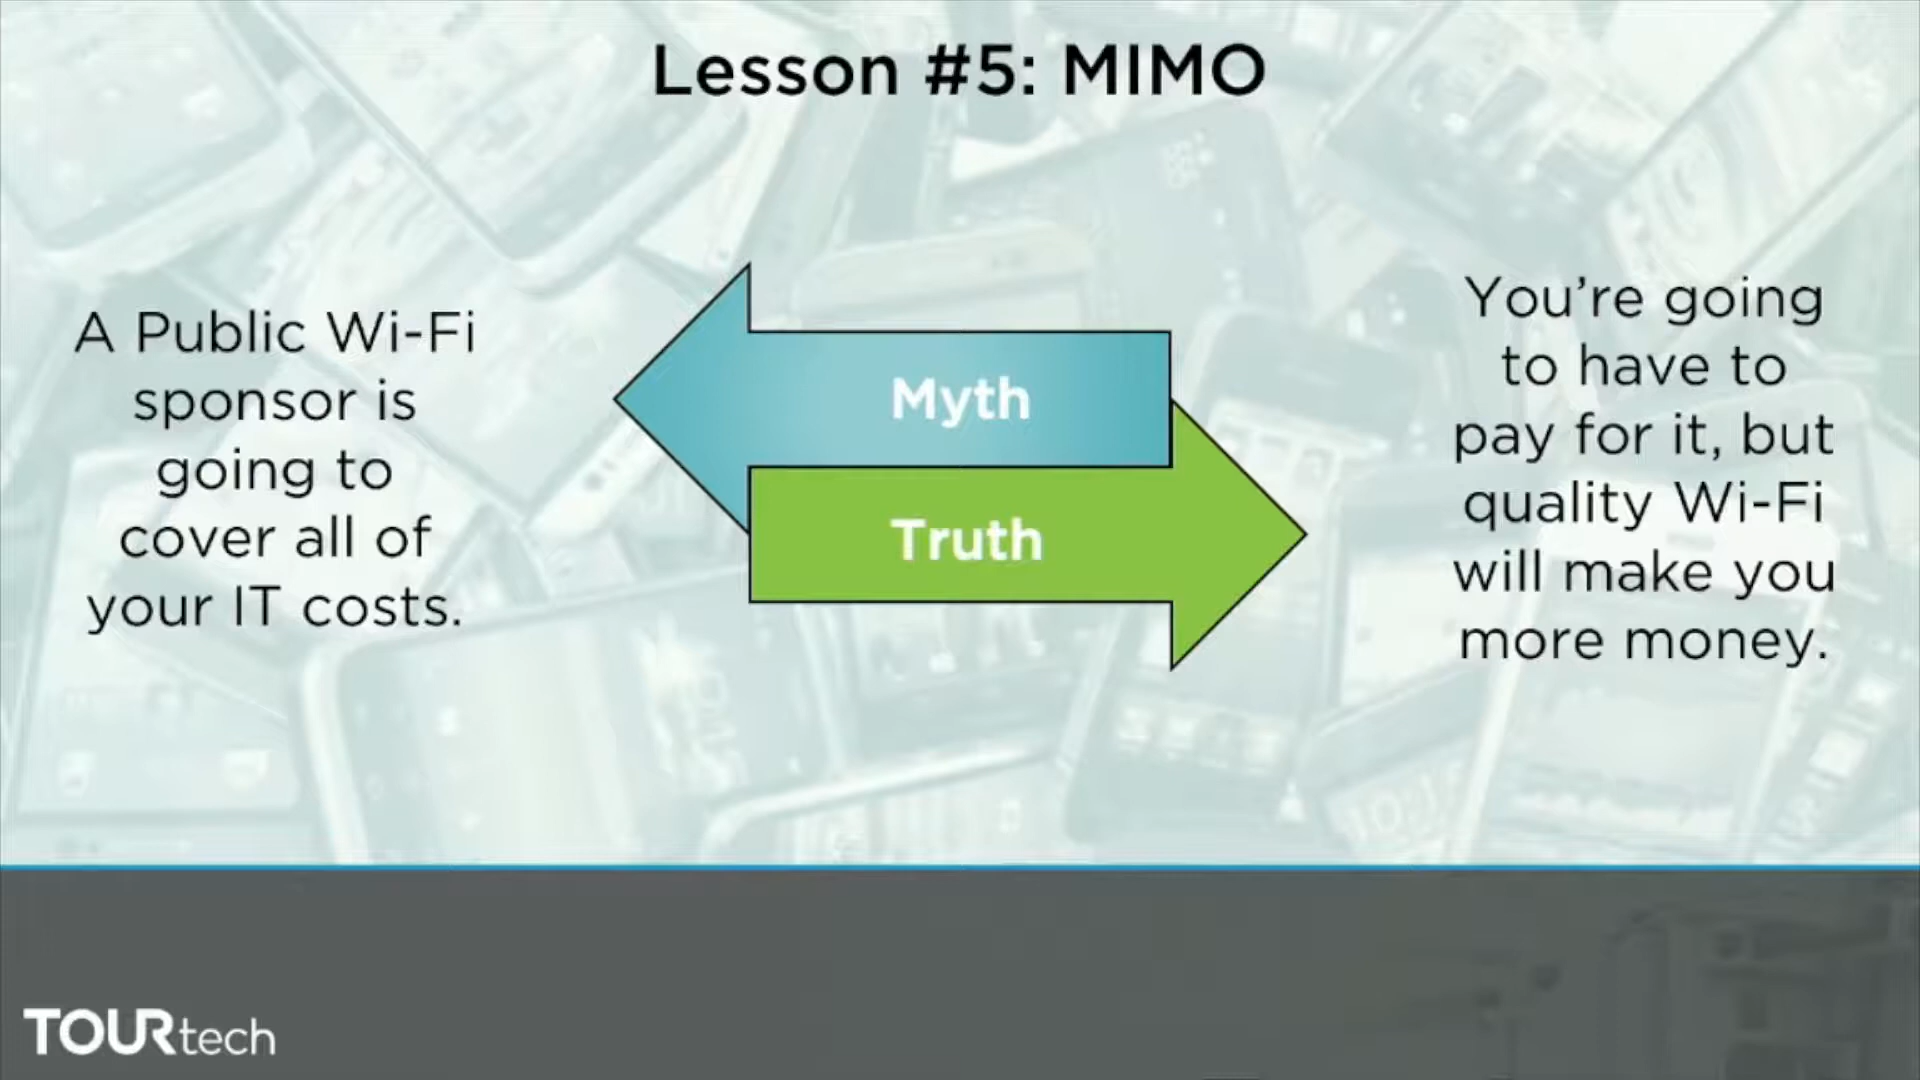 Lesson #5: MIMO
A Public Wi-Fi
sponsor is
going to
cover all of
your IT costs.
Myth
Truth
You're going
to have to
pay for it, but
quality Wi-Fi
will make you
more money.
TOURtech